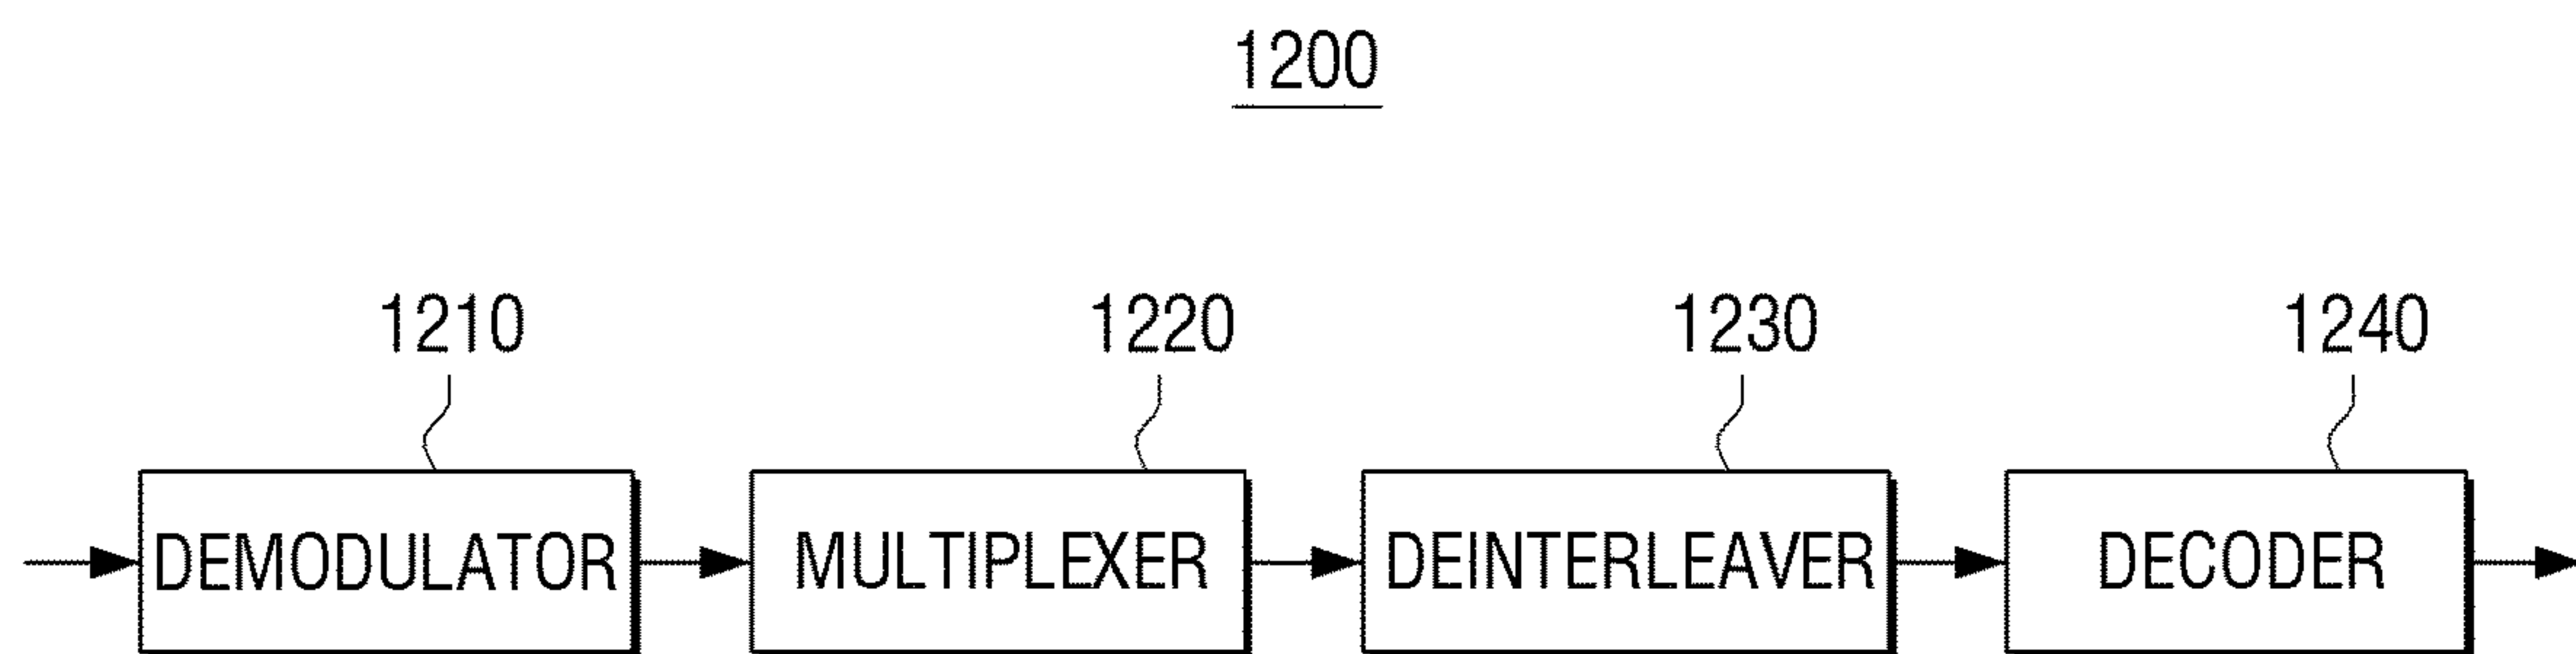 1200
1210 1220 1230 1240
DEMODULATOR MULTIPLEXER DEINTERLEAVER DECODER